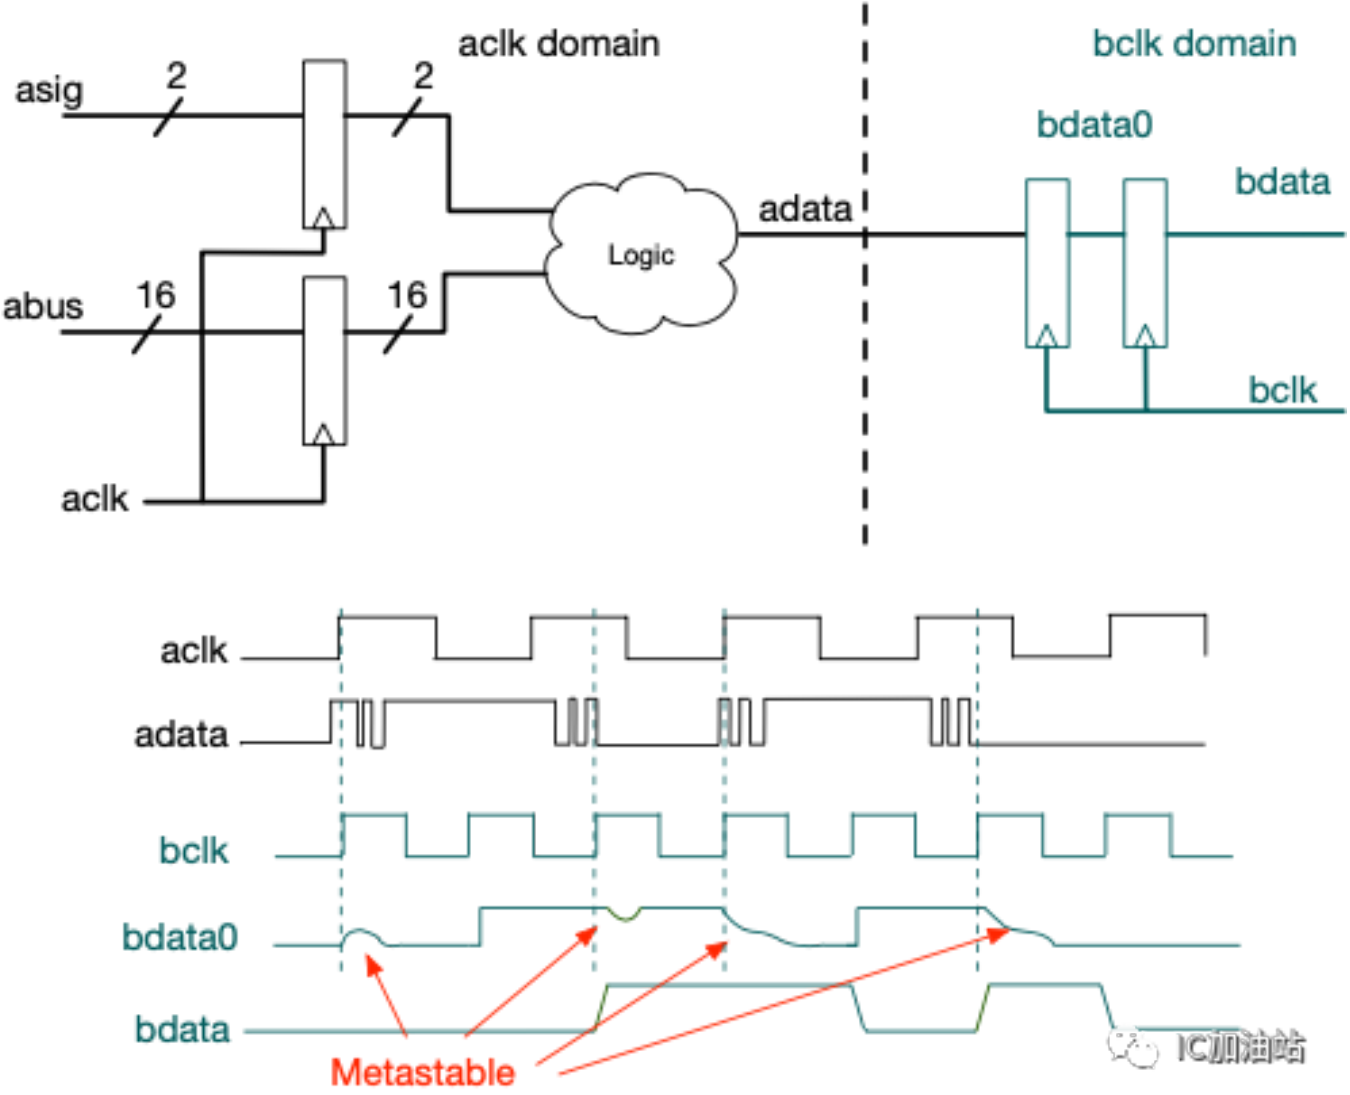 aclk domain
bclk domain
asig
2
2
bdata0
bdata
adata
Logic
abus
16
16
bclk
aclk
aclk
adata
bclk
bdata0
bdata
Metastable
IC加油站